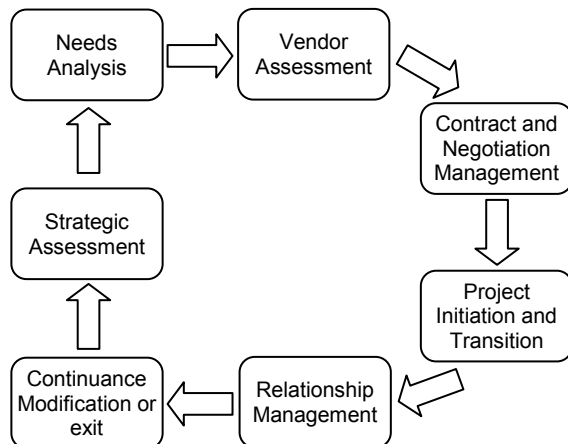 Needs
Analysis
Vendor
Assessment
Contract and
Negotiation
Management
Project
Initiation and
Transition
Relationship
Management
Continuance
Modification or
exit
Strategic
Assessment